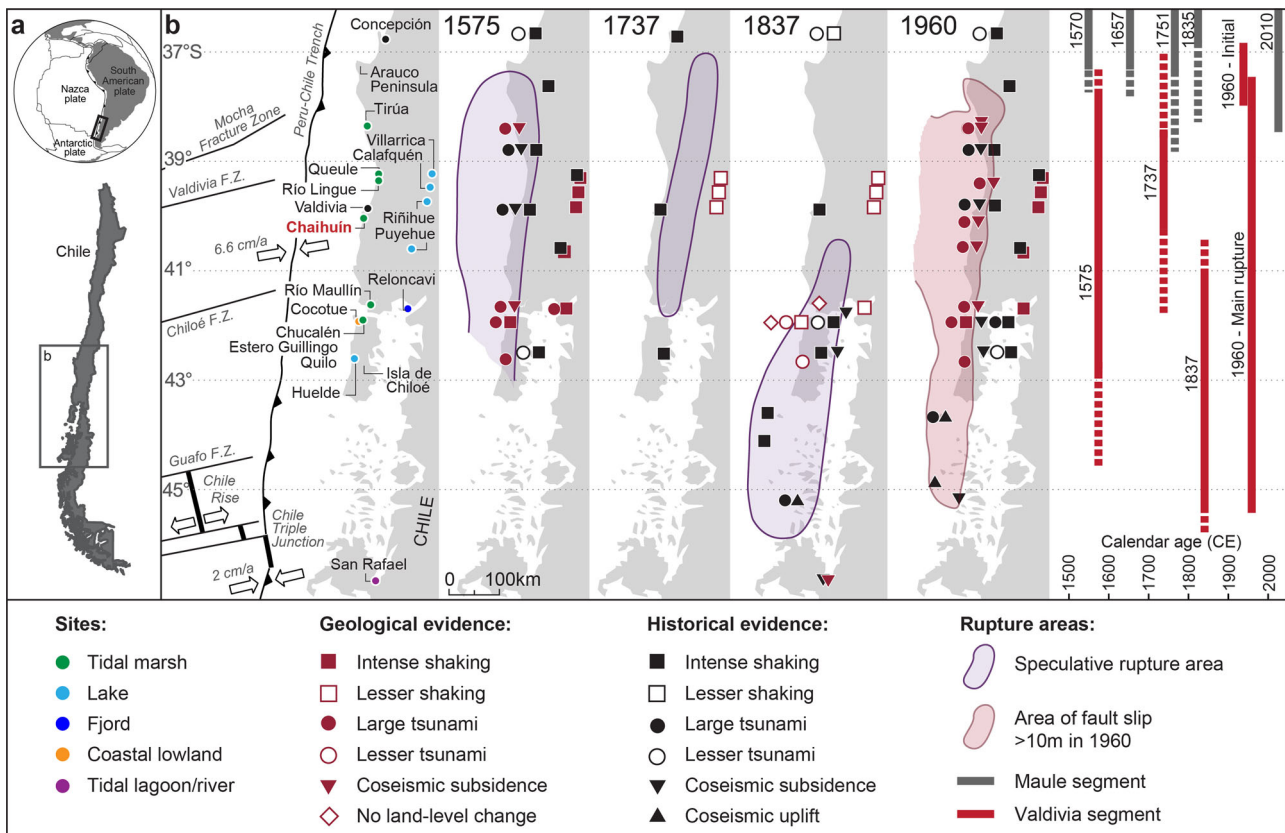 a
Nazca
plate
South
American
plate
Antarctic
plate
Chile
b
b
37°S
39°
41°
43°
45°
Peru-Chile Trench
Mocha
Fracture Zone
Valdivia F.Z.
6.6 cm/a
Chiloé F.Z.
Guafo F.Z.
Chile
Rise
Chile
Triple
Junction
2 cm/a
Concepción
Arauco
Peninsula
Tirúa
Villarrica
Calafquén
Queule
Río Lingue
Valdivia
Chaihuín
Riñihue
Puyehue
Reloncavi
Río Maullín
Cocotue
Chucalén
Estero Guillingo
Quilo
Huelde
Isla de
Chiloé
San Rafael
CHILE
0 100km
1575
1737
1837
1960
1570
1657
1751
1835
1960 - Initial
2010
1575
1737
1837
1960 - Main rupture
Calendar age (CE)
1500
1600
1700
1800
1900
2000
Sites:
Tidal marsh
Lake
Fjord
Coastal lowland
Tidal lagoon/river
Geological evidence:
Intense shaking
Lesser shaking
Large tsunami
Lesser tsunami
Coseismic subsidence
No land-level change
Historical evidence:
Intense shaking
Lesser shaking
Large tsunami
Lesser tsunami
Coseismic subsidence
Coseismic uplift
Rupture areas:
Speculative rupture area
Area of fault slip
>10m in 1960
Maule segment
Valdivia segment